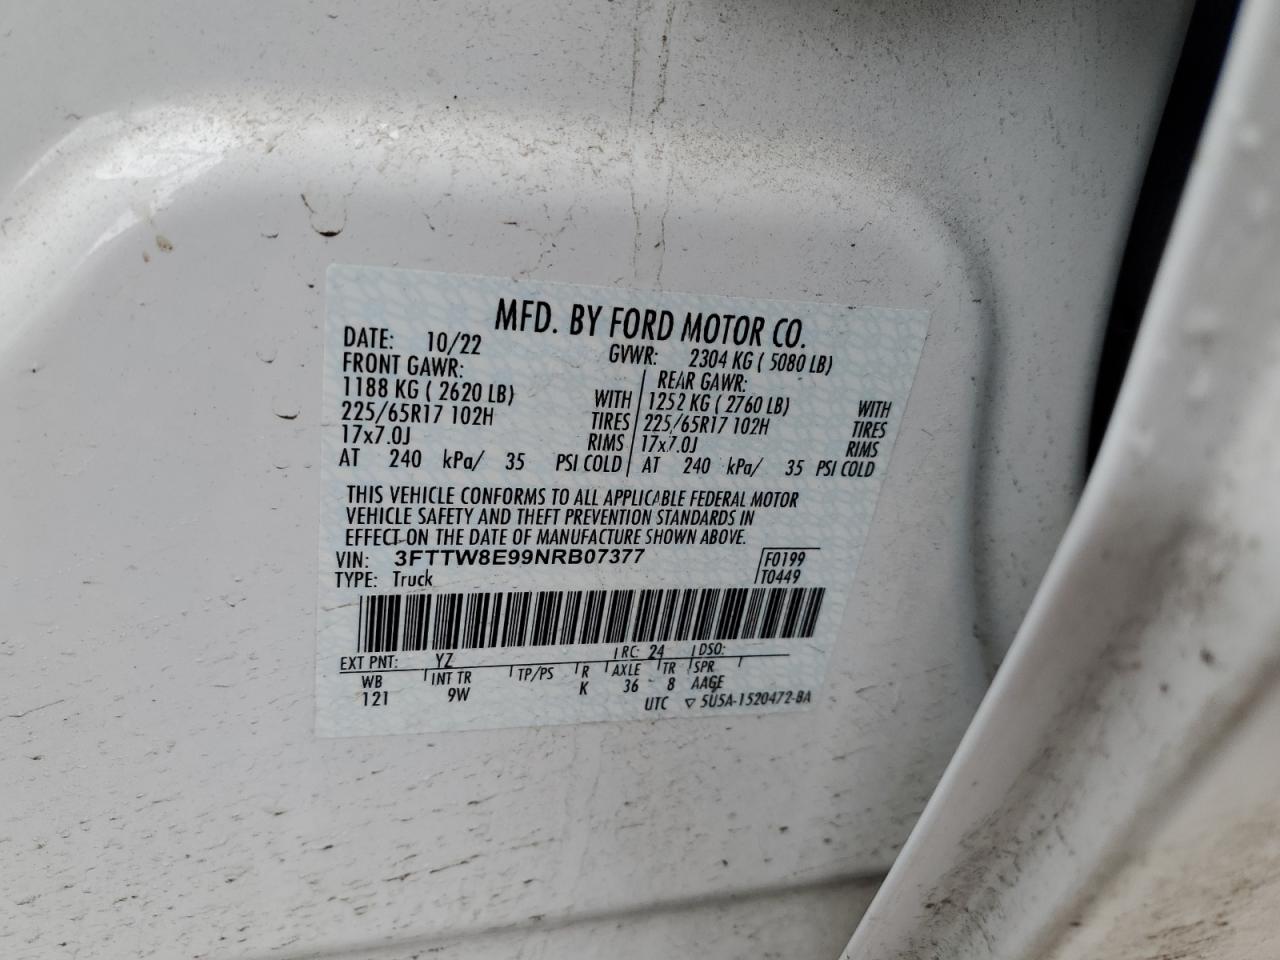 MFD. BY FORD MOTOR CO.
DATE: 10/22 GVWR: 2304 KG ( 5080 LB)
FRONT GAWR: REAR GAWR:
1188 KG ( 2620 LB) WITH 1252 KG ( 2760 LB) WITH
225/65R17 102H TIRES 225/65R17 102H TIRES
17x7.0J RIMS 17x7.0J RIMS
AT 240 kPa/ 35 PSI COLD AT 240 kPa/ 35 PSI COLD
THIS VEHICLE CONFORMS TO ALL APPLICABLE FEDERAL MOTOR
VEHICLE SAFETY AND THEFT PREVENTION STANDARDS IN
EFFECT ON THE DATE OF MANUFACTURE SHOWN ABOVE.
VIN: 3FTTW8E99NRB07377 F0199
TYPE: Truck T0449
EXT PNT: YZ RC: 24 DSO:
WB INT TR TP/PS R AXLE TR SPR
121 9W K 36 8 AAGE
UTC ▽ 5U5A-1520472-BA